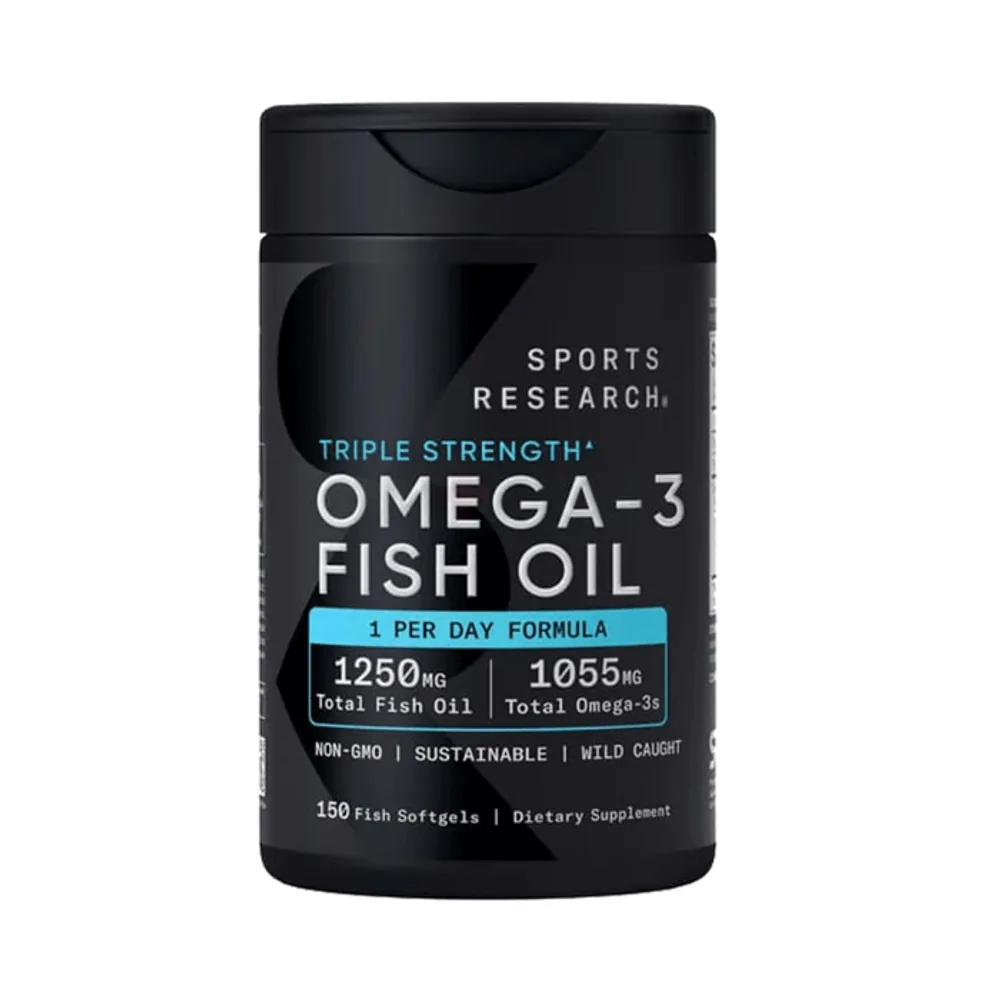 SPORTS
RESEARCH®
TRIPLE STRENGTH▲
OMEGA-3
FISH OIL
1 PER DAY FORMULA
1250MG | 1055MG
Total Fish Oil | Total Omega-3s
NON-GMO | SUSTAINABLE | WILD CAUGHT
150 Fish Softgels | Dietary Supplement